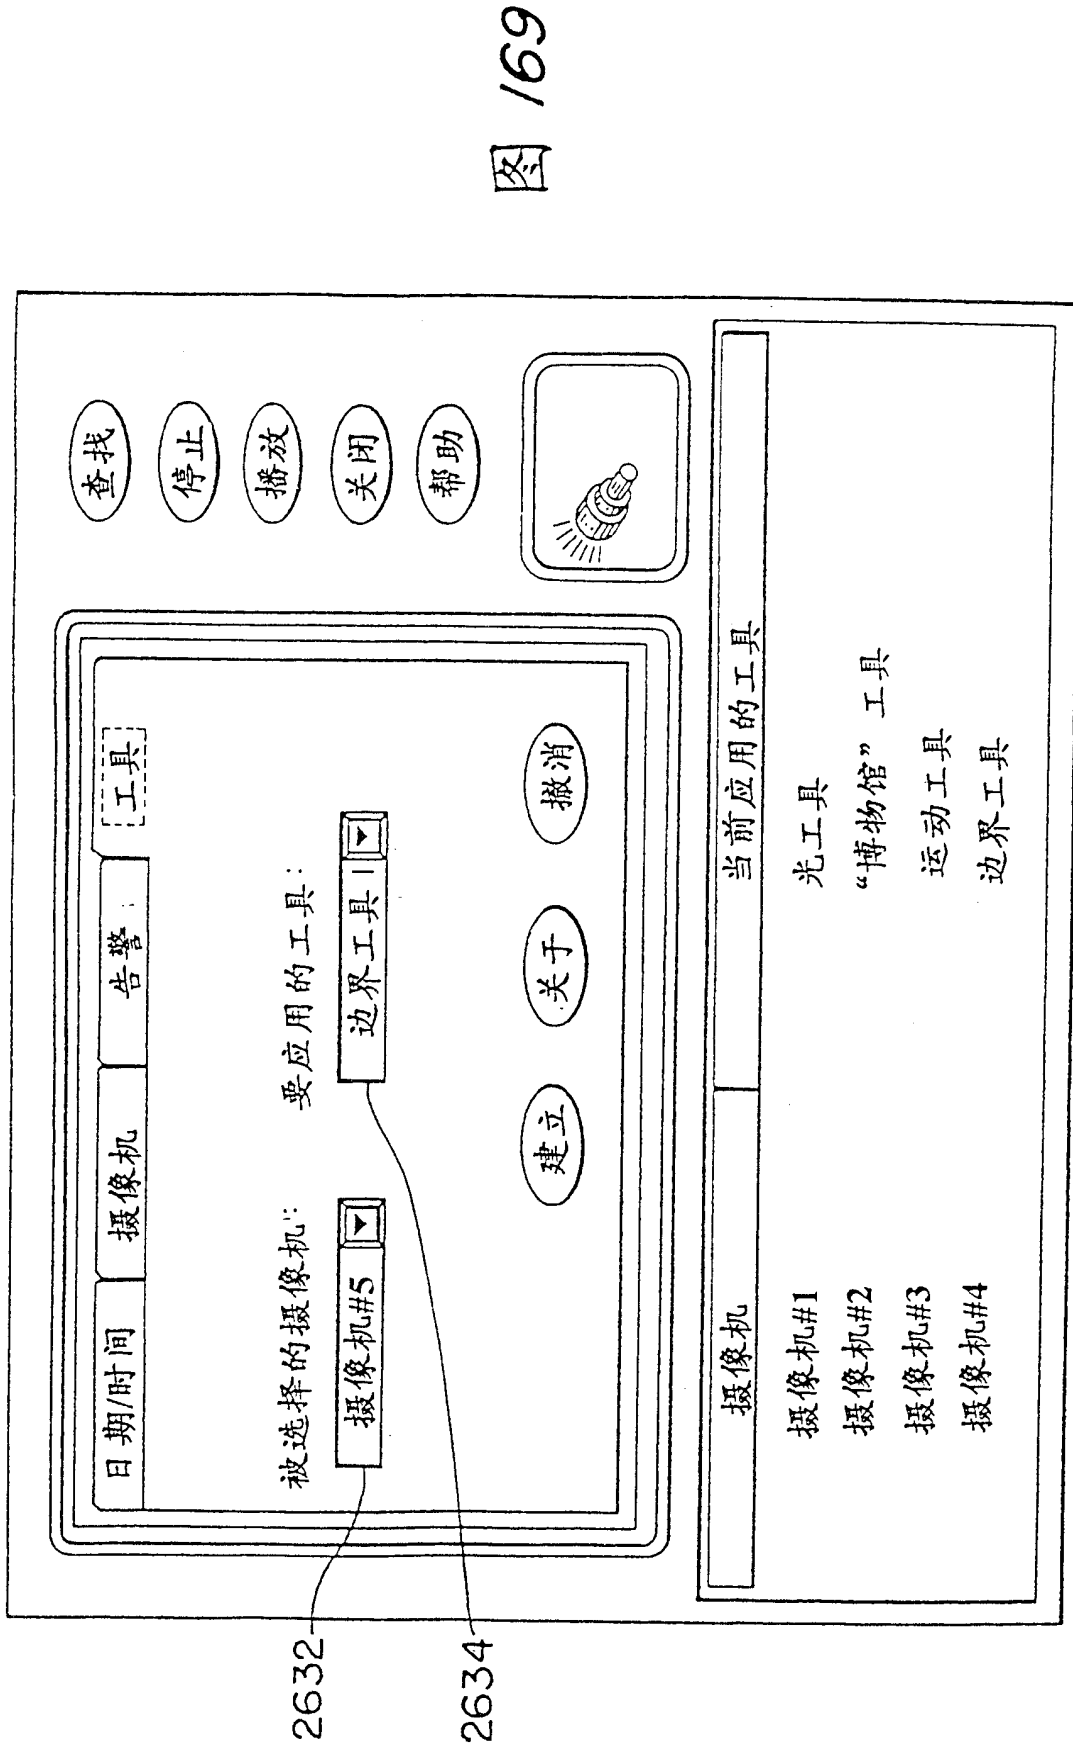 日期/时间 摄像机 告警 工具
被选择的摄像机: 要应用的工具:
摄像机#5 边界工具
建立 关于 撤消
查找
停止
播放
关闭
帮助
摄像机 当前应用的工具
摄像机#1 光工具
摄像机#2 “博物馆” 工具
摄像机#3 运动工具
摄像机#4 边界工具
2632
2634
图 169